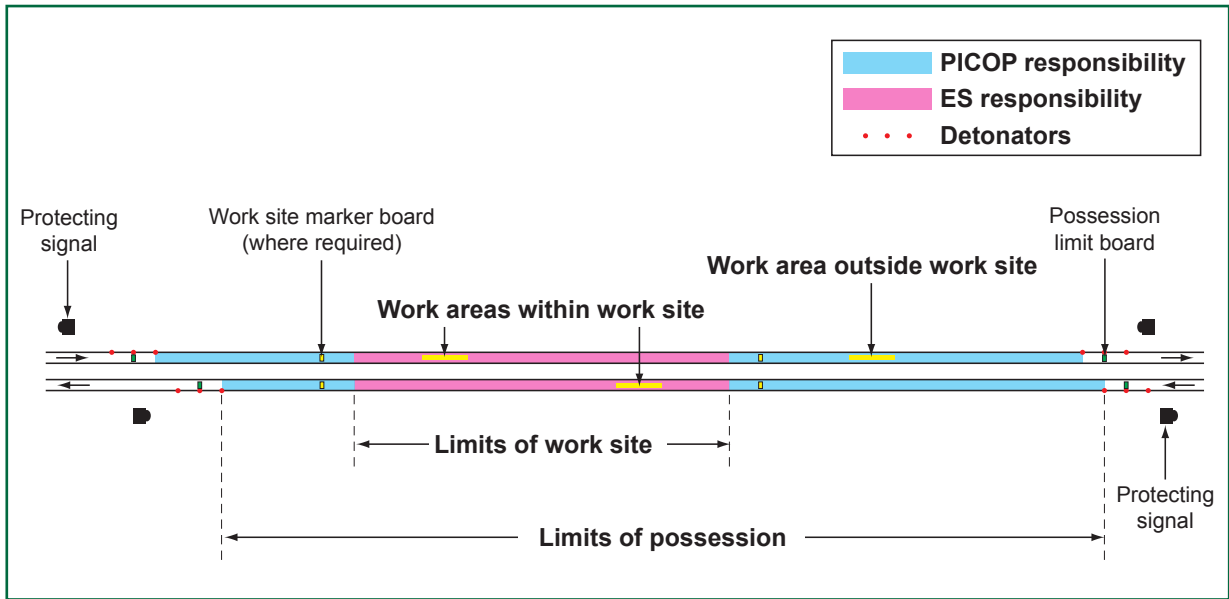 PICOP responsibility
ES responsibility
Detonators
Protecting
signal
Work site marker board
(where required)
Possession
limit board
Work area outside work site
Work areas within work site
Limits of work site
Protecting
signal
Limits of possession